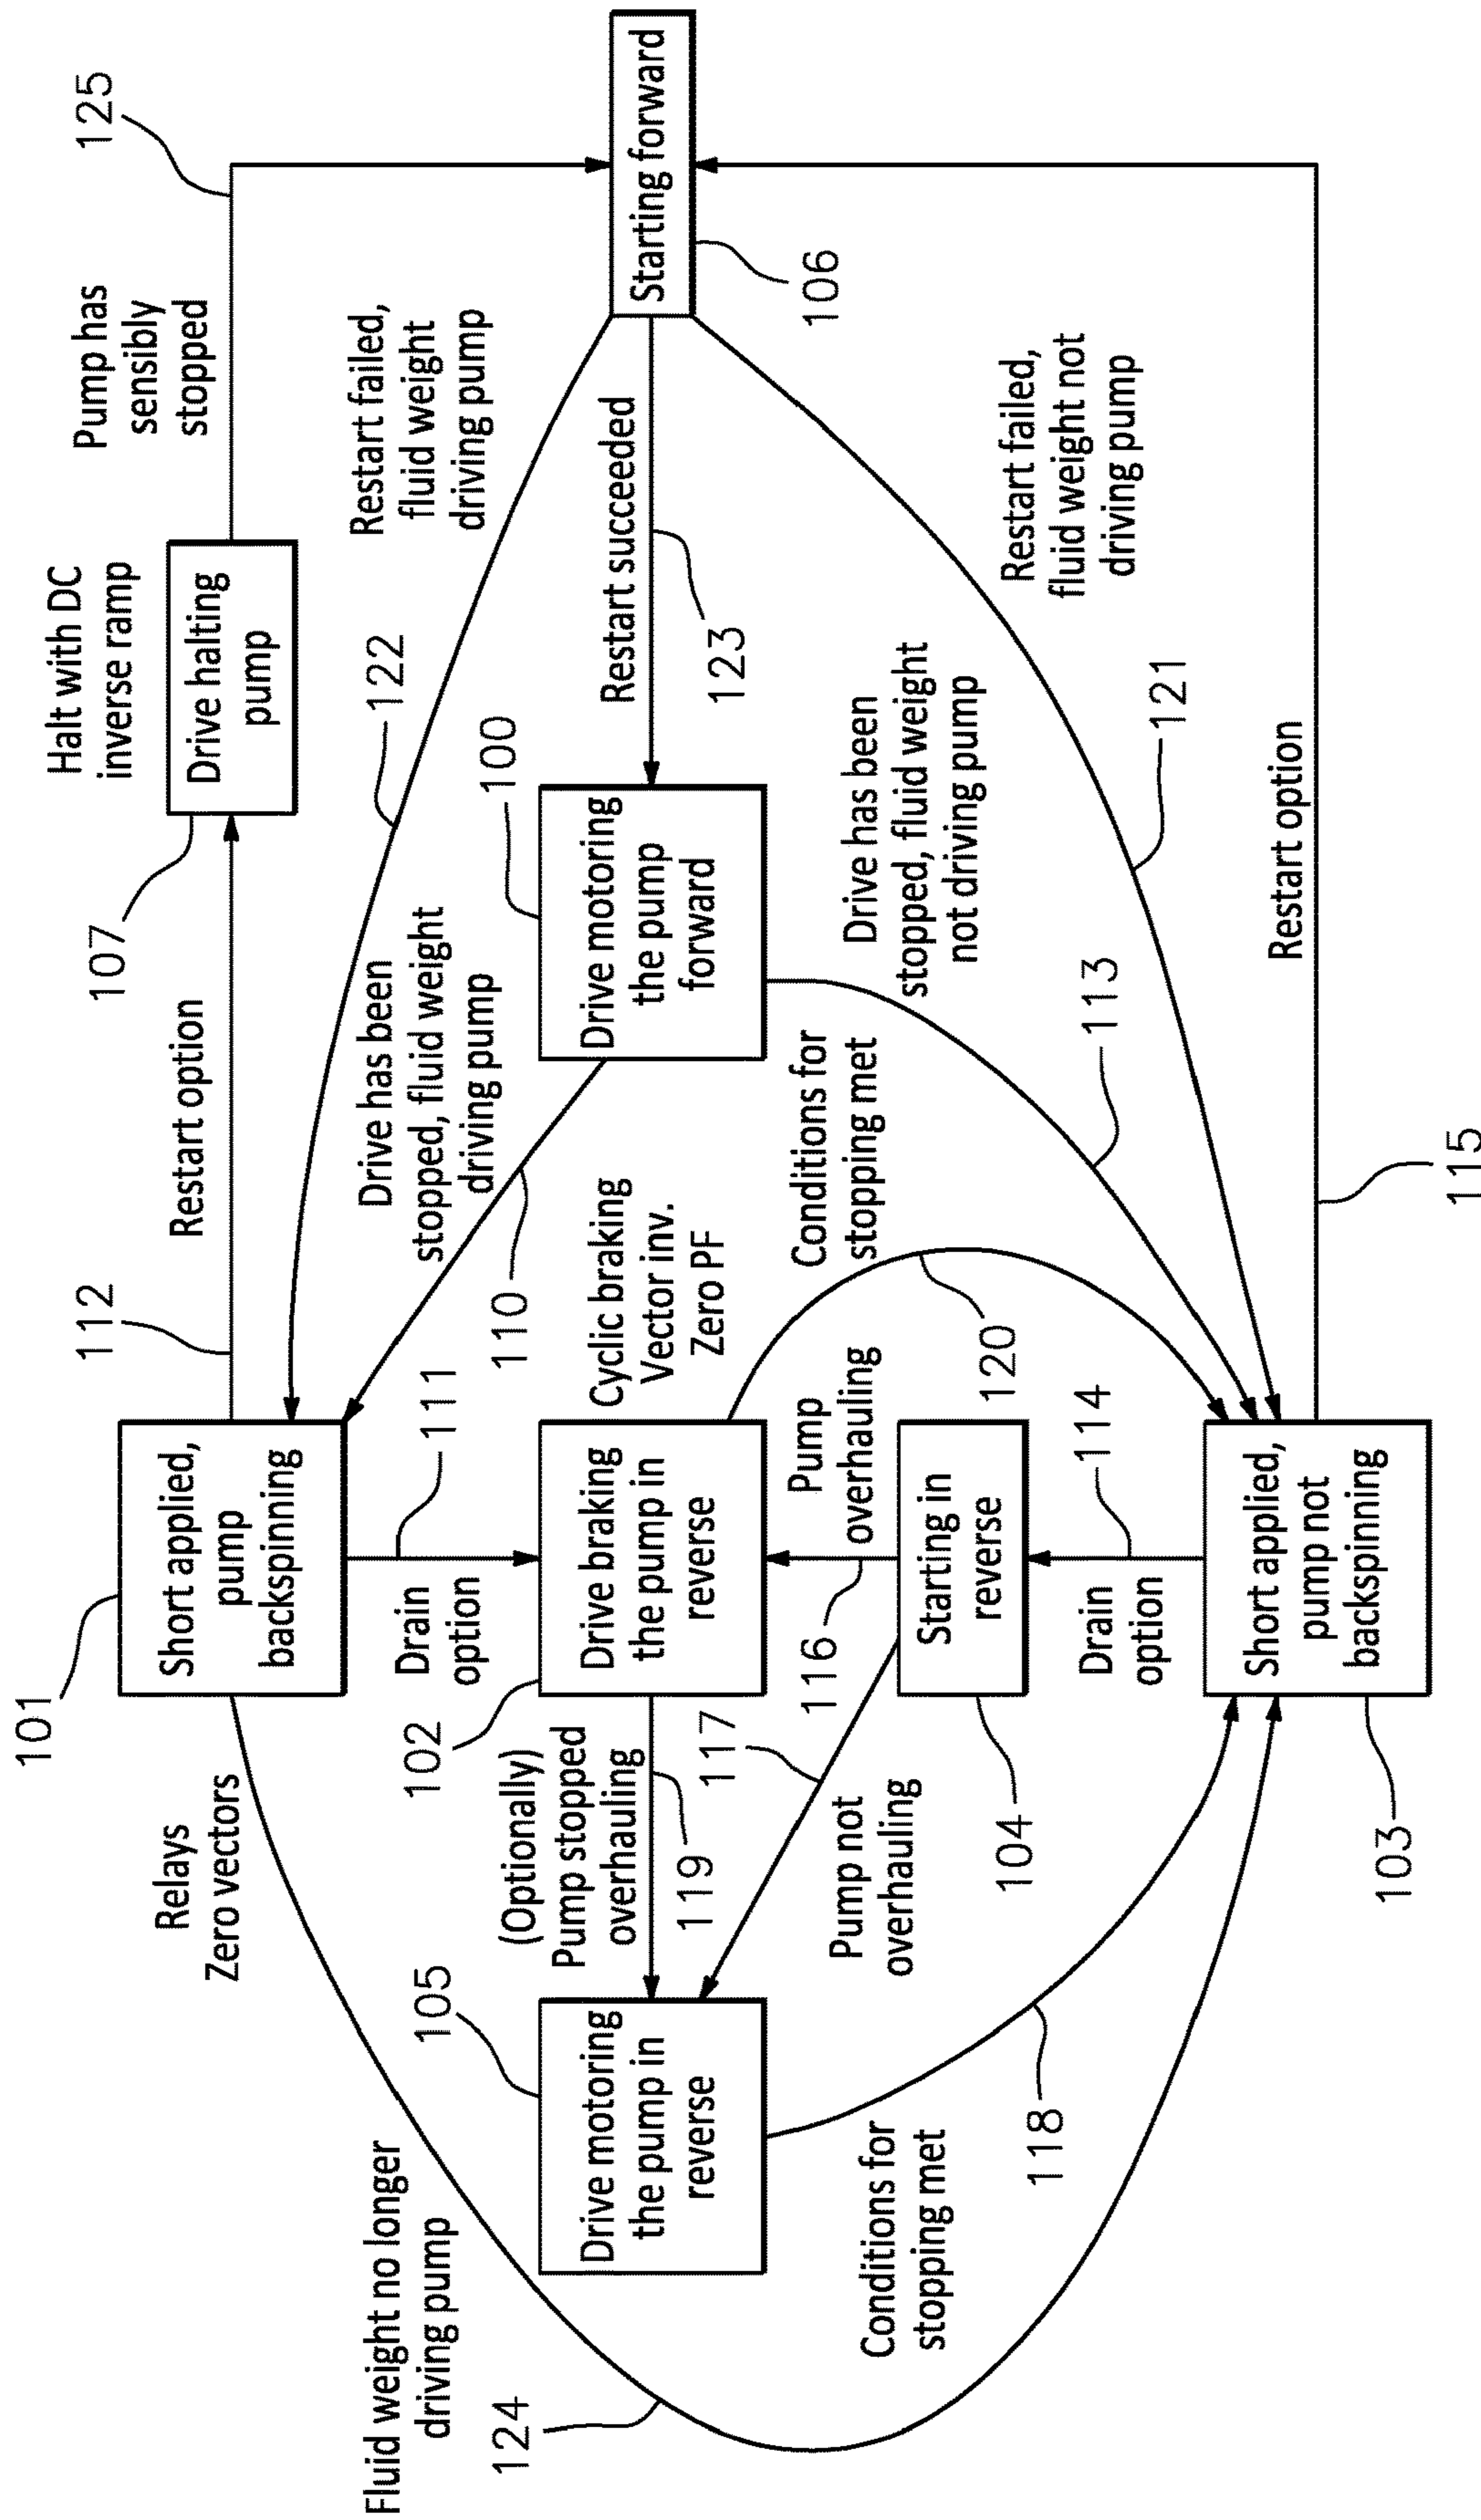 101
Short applied,
pump
backspinning
Relays
Zero vectors
112
Restart option
107
Halt with DC
inverse ramp
Drive halting
pump
Pump has
sensibly
stopped
125
Fluid weight no longer
driving pump
124
111
Drain
option
Drive has been
stopped, fluid weight
driving pump
110
122
Restart failed,
fluid weight
driving pump
105
Drive motoring
the pump in
reverse
(Optionally)
Pump stopped
overhauling
119
102
Drive braking
the pump in
reverse
Cyclic braking
Vector inv.
Zero PF
100
Drive motoring
the pump
forward
Restart succeeded
123
Starting forward
106
117
Pump not
overhauling
116
Pump
overhauling
Conditions for
stopping met
120
Drive has been
stopped, fluid weight
not driving pump
113
Starting in
reverse
104
Conditions for
stopping met
118
Drain
option
114
Restart failed,
fluid weight not
driving pump
121
Short applied,
pump not
backspinning
103
Restart option
115